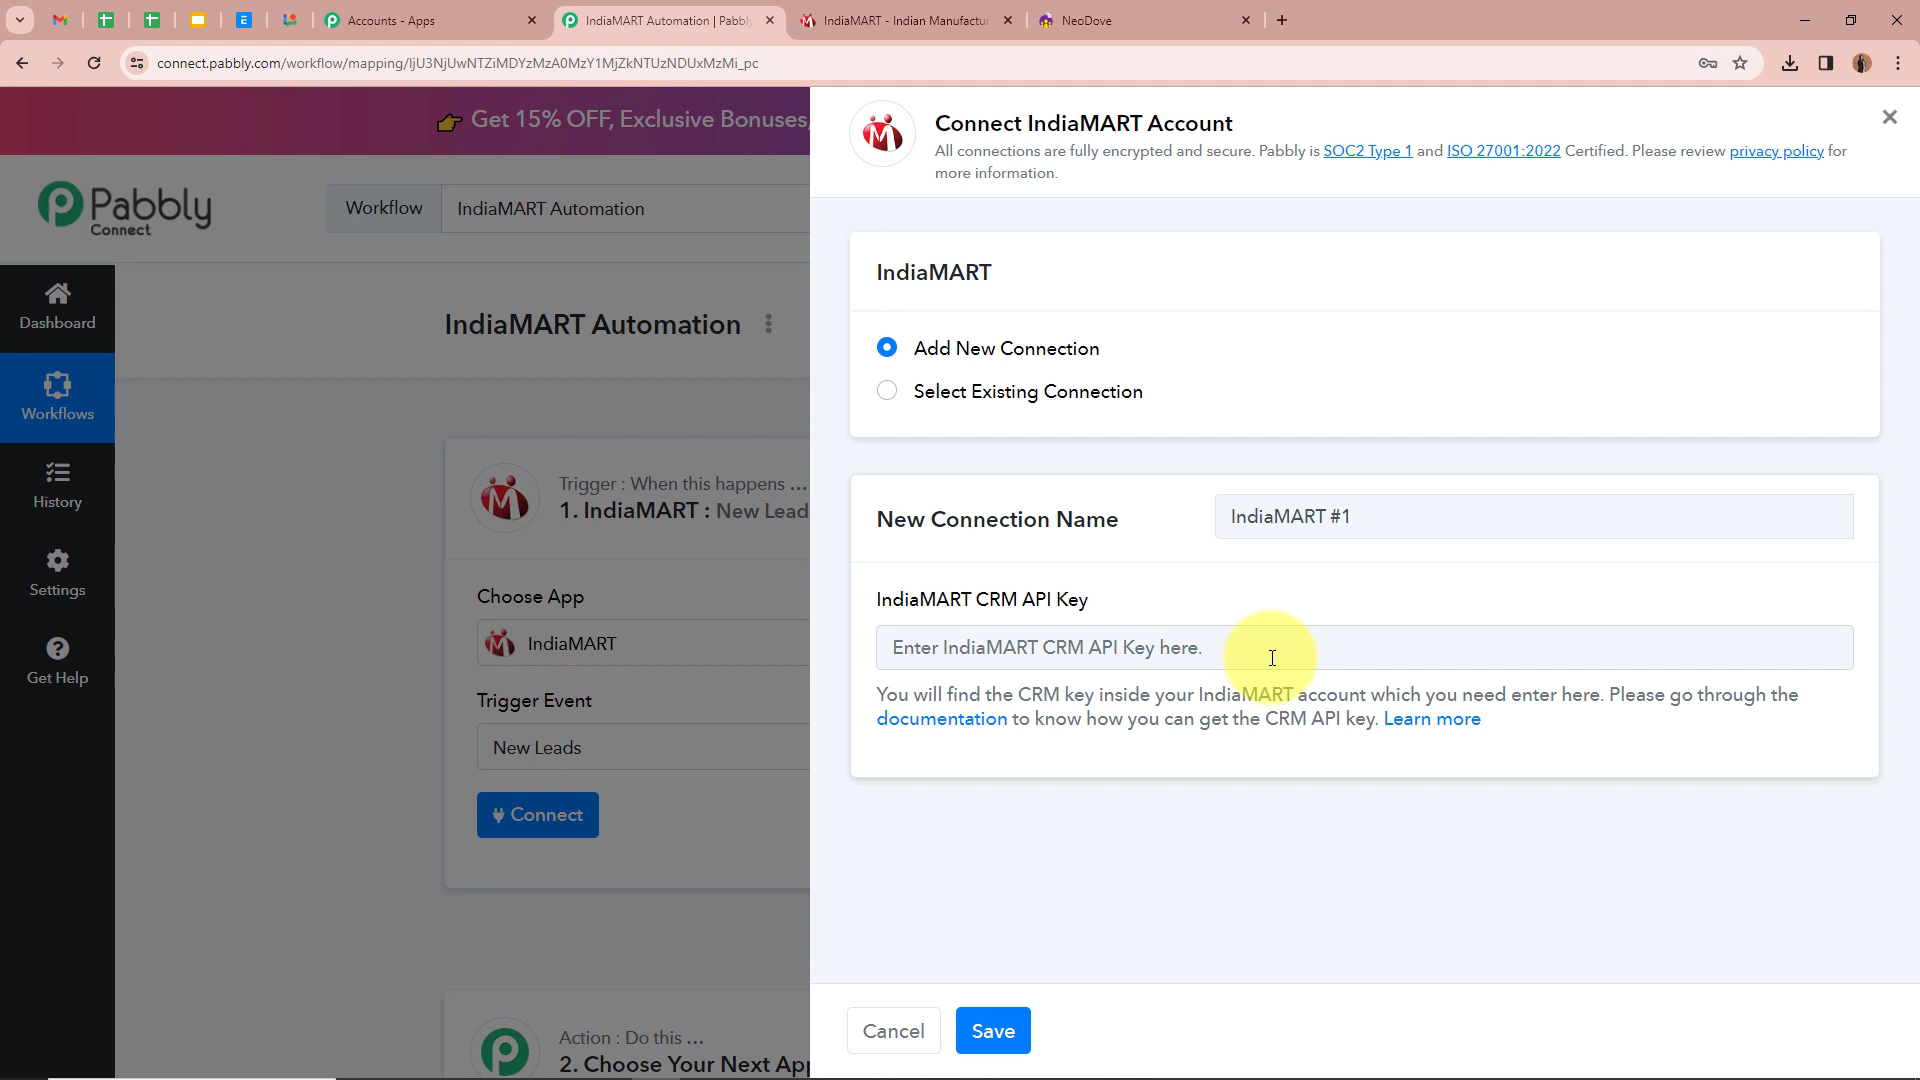 Accounts - Apps
IndiaMART Automation | Pabbly
IndiaMART - Indian Manufactur
NeoDove
connect.pabbly.com/workflow/mapping/IjU3NjUwNTZiMDYzMzA0MzY1MjZkNTUzNDUxMzMi_pc
👉 Get 15% OFF, Exclusive Bonuses,
Pabbly
Connect
Workflow
IndiaMART Automation
Dashboard
Workflows
History
Settings
Get Help
IndiaMART Automation
Trigger : When this happens ...
1. IndiaMART : New Lead
Choose App
IndiaMART
Trigger Event
New Leads
Connect
Action : Do this ...
2. Choose Your Next App
Connect IndiaMART Account
All connections are fully encrypted and secure. Pabbly is SOC2 Type 1 and ISO 27001:2022 Certified. Please review privacy policy for
more information.
IndiaMART
Add New Connection
Select Existing Connection
New Connection Name
IndiaMART #1
IndiaMART CRM API Key
Enter IndiaMART CRM API Key here.
You will find the CRM key inside your IndiaMART account which you need enter here. Please go through the
documentation to know how you can get the CRM API key. Learn more
Cancel
Save